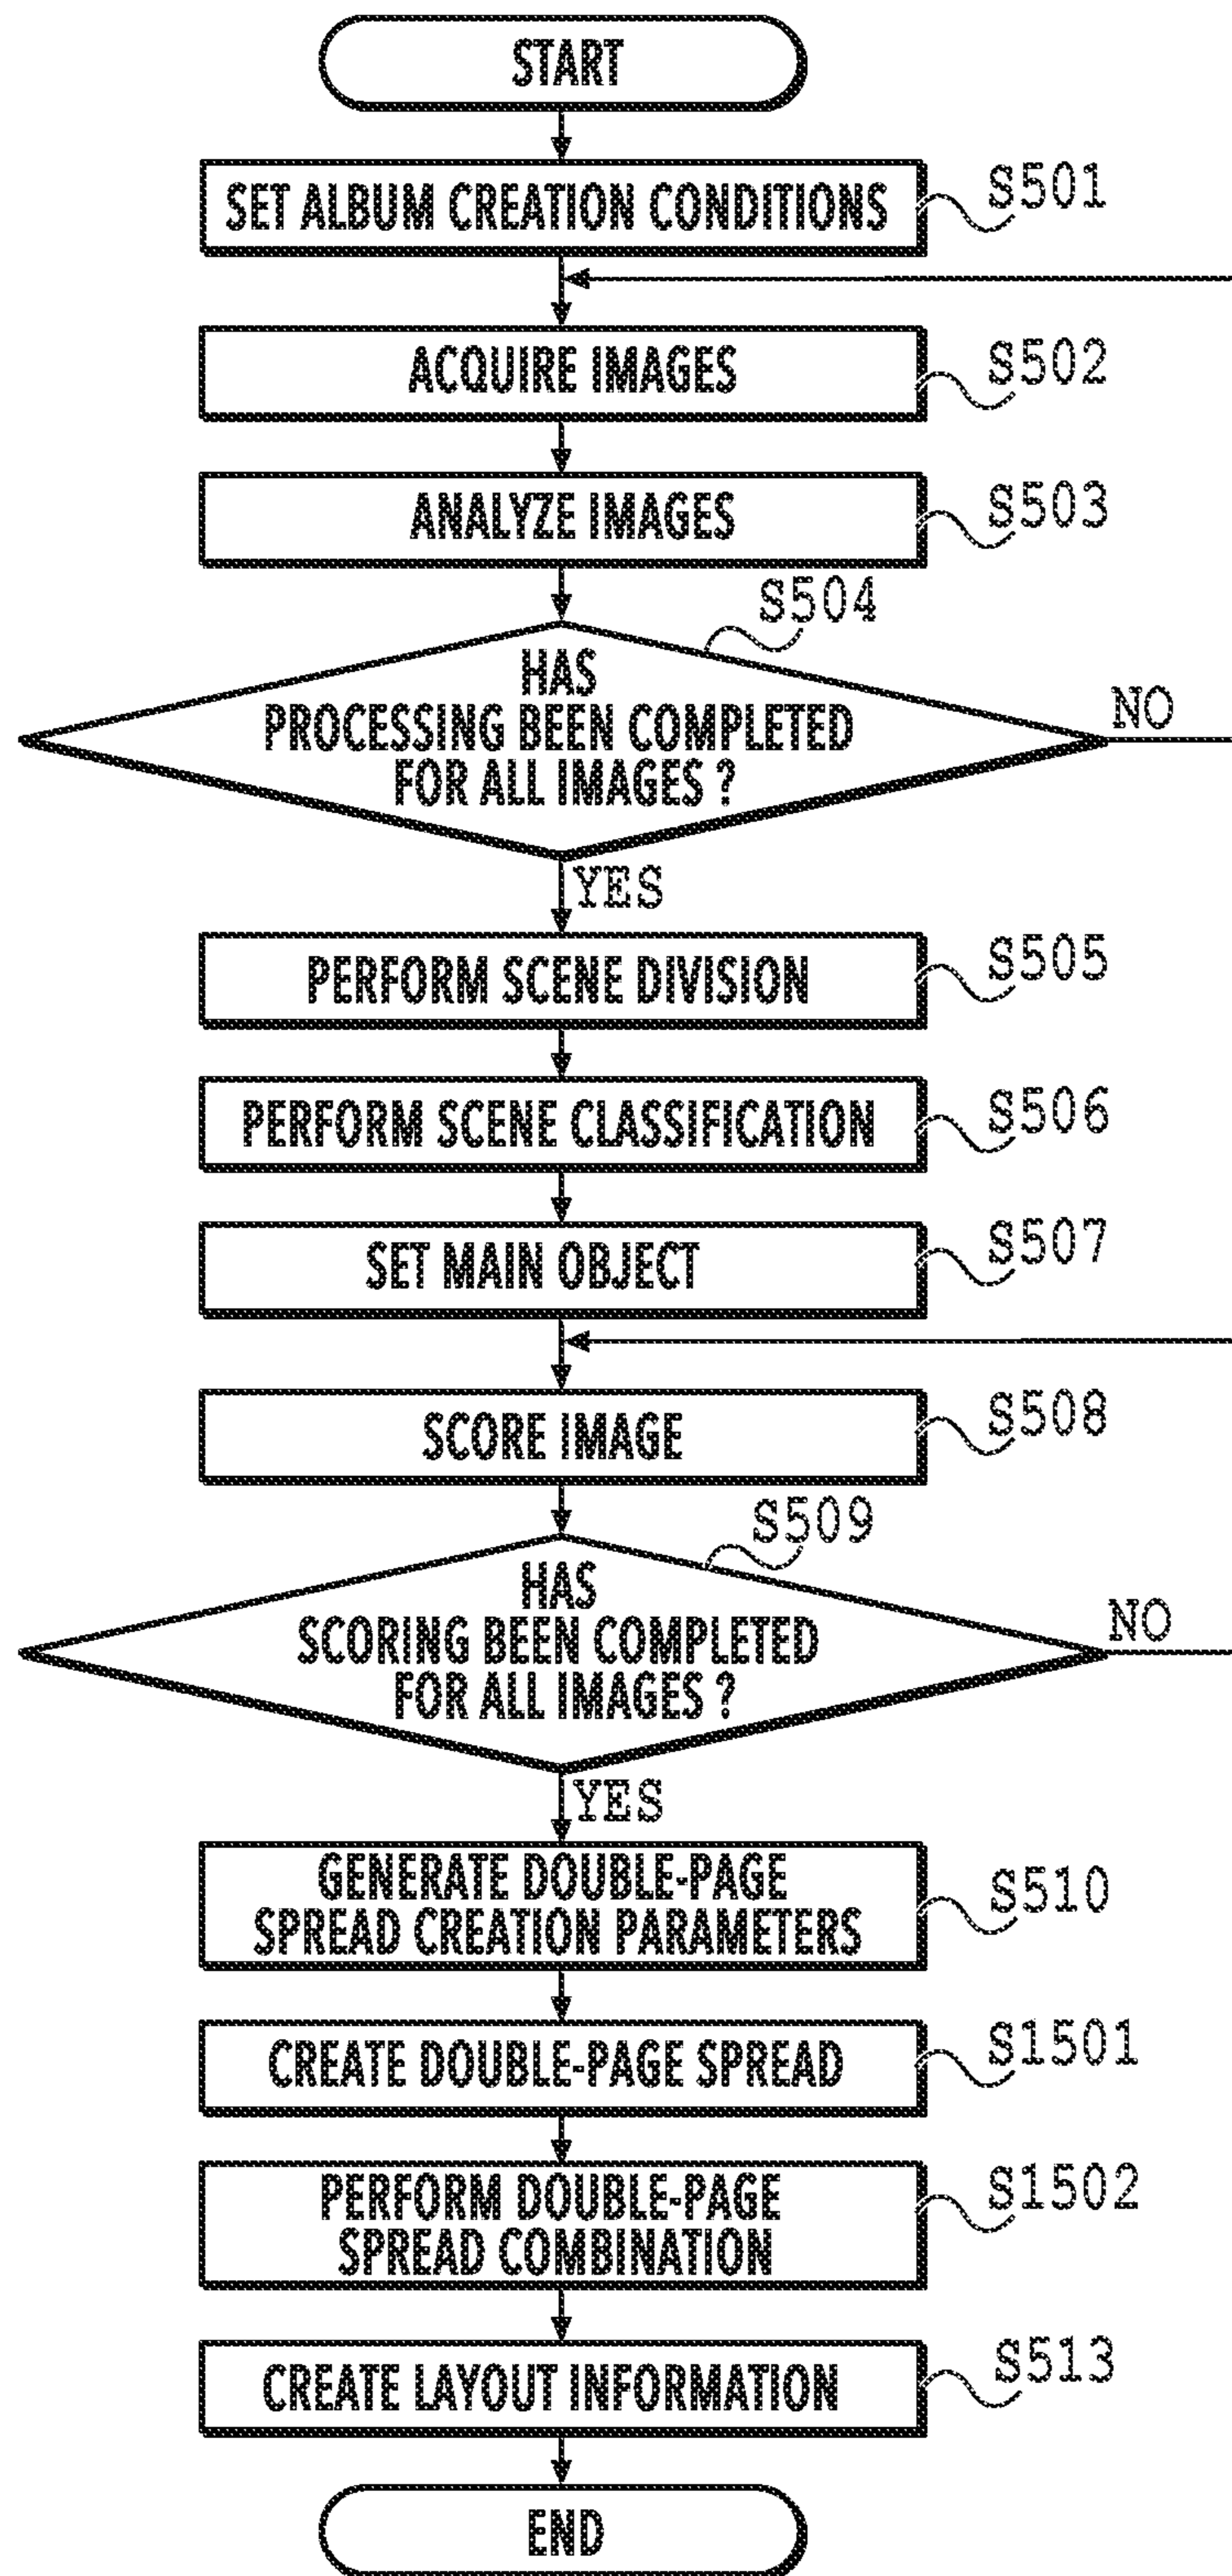 START
SET ALBUM CREATION CONDITIONS
S501
ACQUIRE IMAGES
S502
ANALYZE IMAGES
S503
S504
HAS
PROCESSING BEEN COMPLETED
FOR ALL IMAGES ?
NO
YES
PERFORM SCENE DIVISION
S505
PERFORM SCENE CLASSIFICATION
S506
SET MAIN OBJECT
S507
SCORE IMAGE
S508
S509
HAS
SCORING BEEN COMPLETED
FOR ALL IMAGES ?
NO
YES
GENERATE DOUBLE-PAGE
SPREAD CREATION PARAMETERS
S510
CREATE DOUBLE-PAGE SPREAD
S1501
PERFORM DOUBLE-PAGE
SPREAD COMBINATION
S1502
CREATE LAYOUT INFORMATION
S513
END